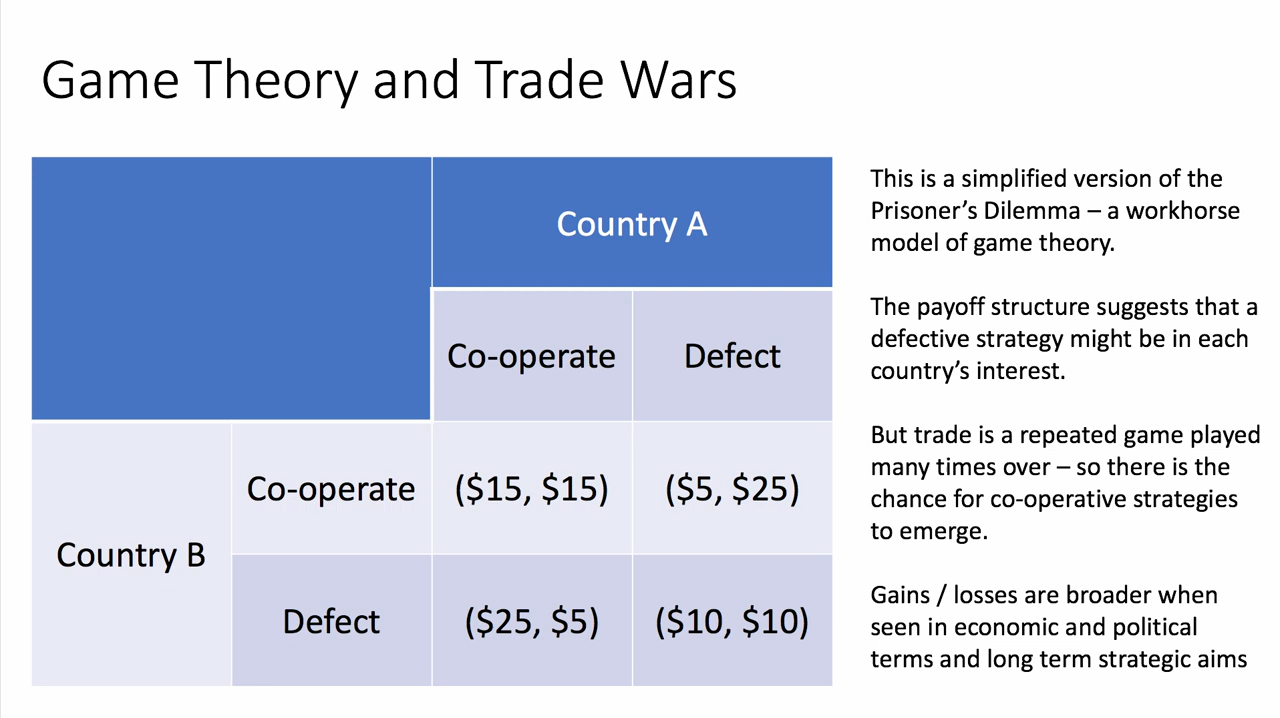 Game Theory and Trade Wars
Country A
Co-operate Defect
Country B
Co-operate ($15, $15) ($5, $25)
Defect ($25, $5) ($10, $10)
This is a simplified version of the
Prisoner’s Dilemma – a workhorse
model of game theory.
The payoff structure suggests that a
defective strategy might be in each
country’s interest.
But trade is a repeated game played
many times over – so there is the
chance for co-operative strategies
to emerge.
Gains / losses are broader when
seen in economic and political
terms and long term strategic aims